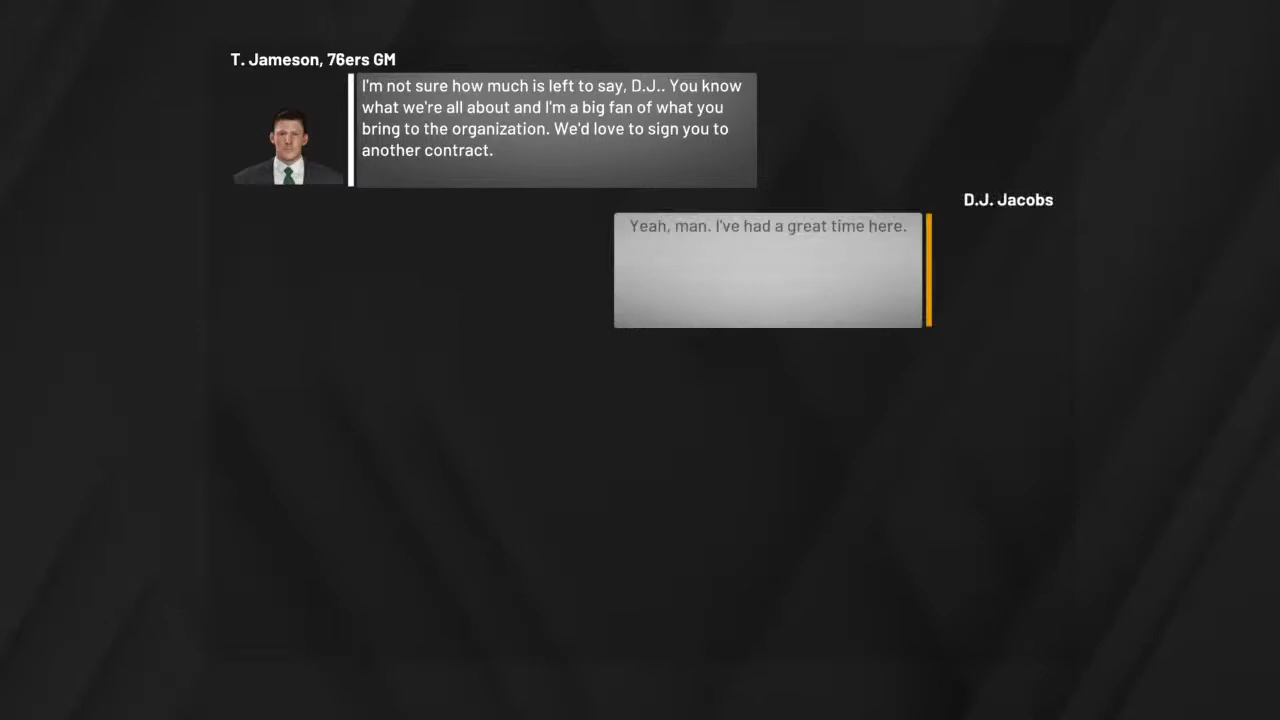 T. Jameson, 76ers GM
I'm not sure how much is left to say, D.J.. You know
what we're all about and I'm a big fan of what you
bring to the organization. We'd love to sign you to
another contract.
D.J. Jacobs
Yeah, man. I've had a great time here.